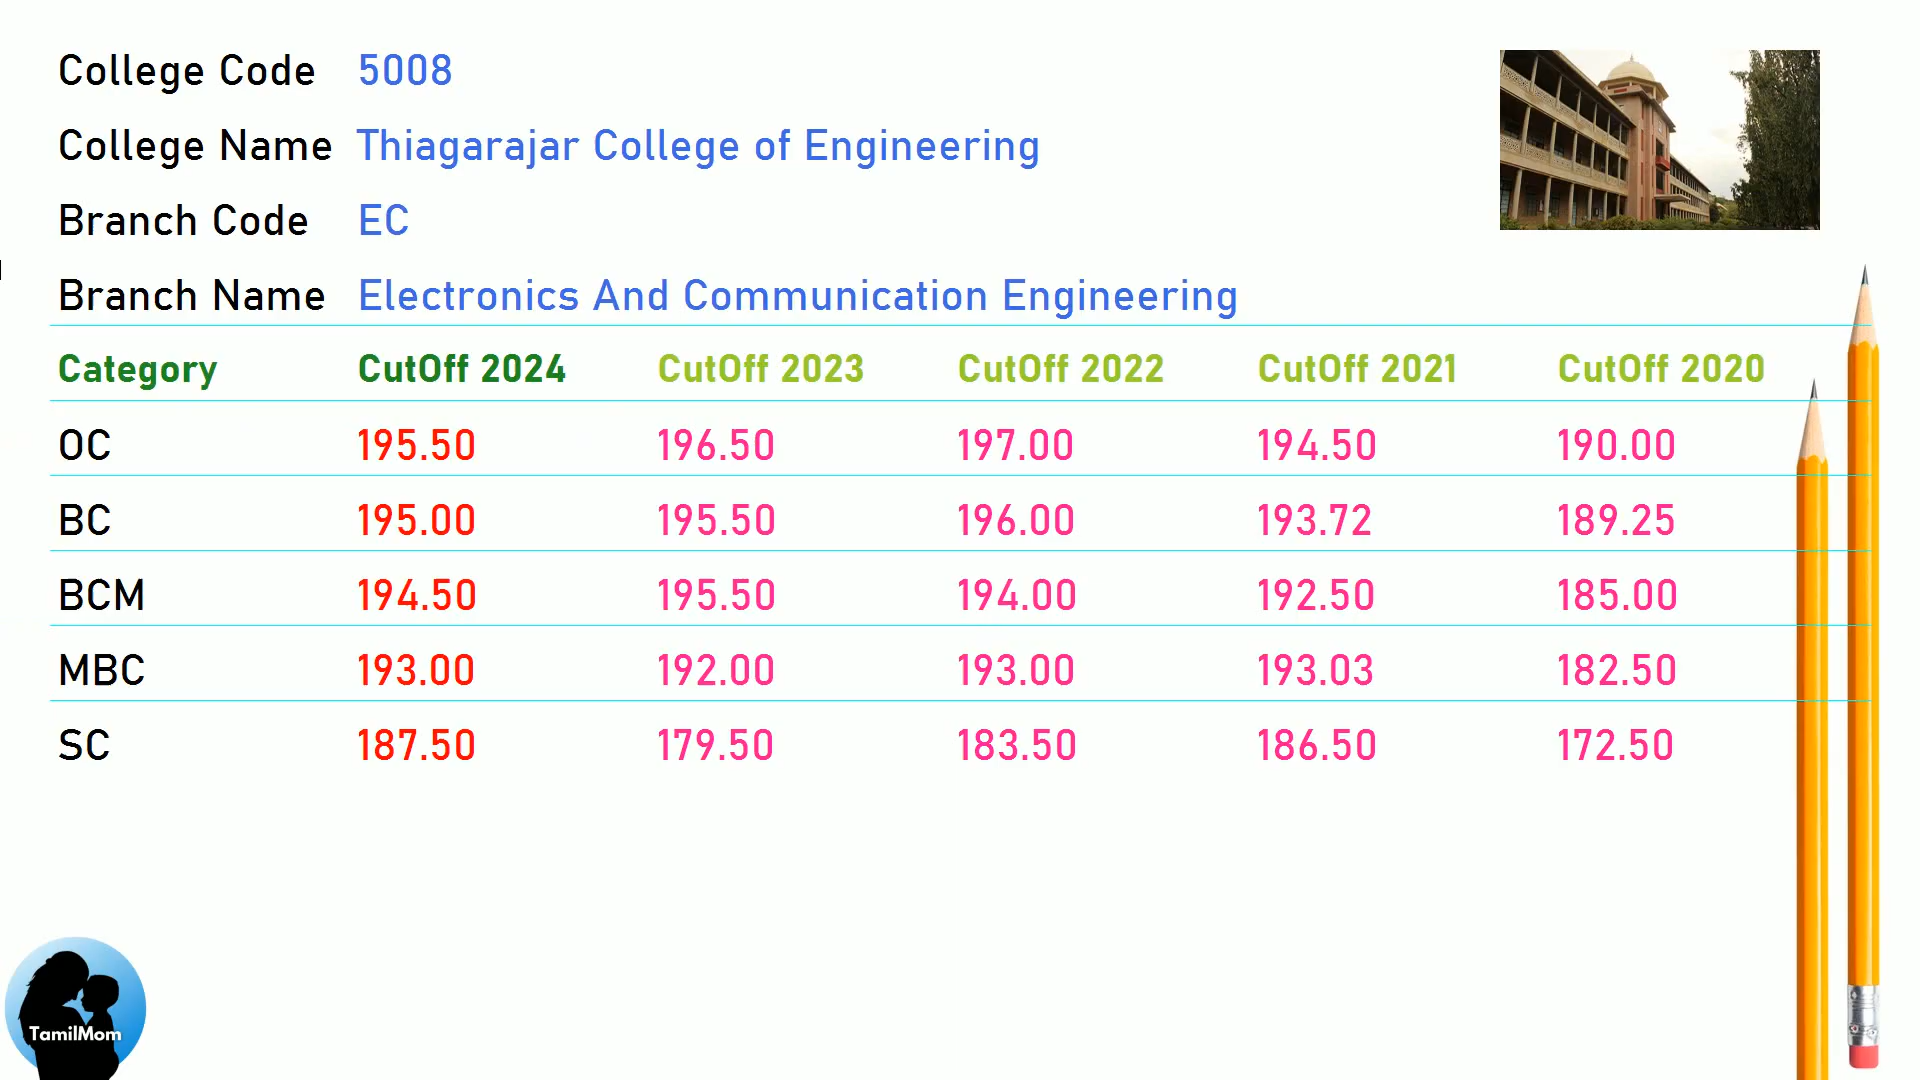 College Code 5008
College Name Thiagarajar College of Engineering
Branch Code EC
Branch Name Electronics And Communication Engineering
Category CutOff 2024 CutOff 2023 CutOff 2022 CutOff 2021 CutOff 2020
OC 195.50 196.50 197.00 194.50 190.00
BC 195.00 195.50 196.00 193.72 189.25
BCM 194.50 195.50 194.00 192.50 185.00
MBC 193.00 192.00 193.00 193.03 182.50
SC 187.50 179.50 183.50 186.50 172.50
TamilMom